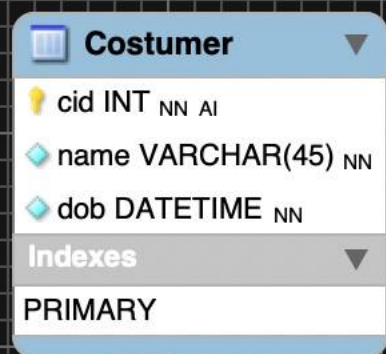 Costumer
cid INT NN AI
name VARCHAR(45) NN
dob DATETIME NN
Indexes
PRIMARY